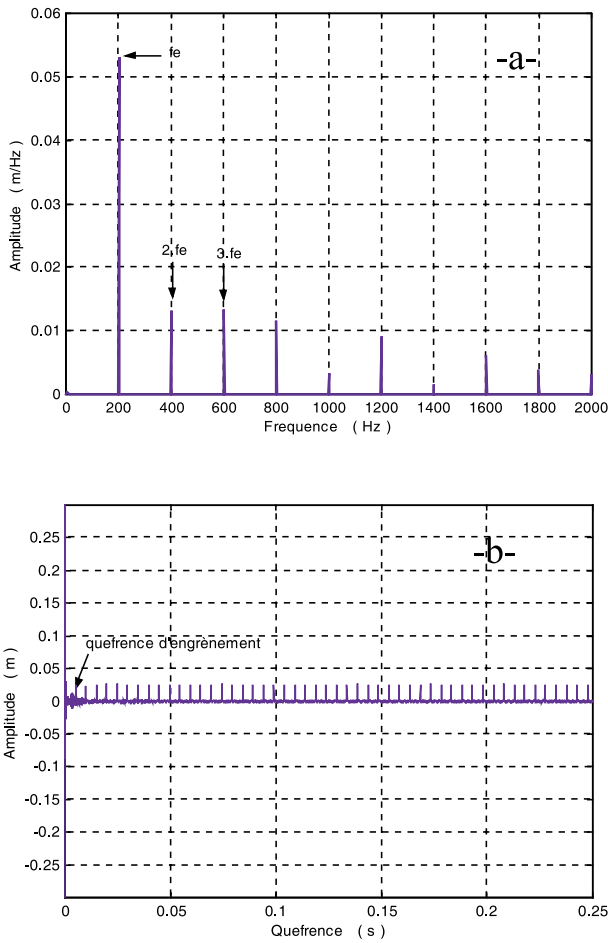 -a-
fe
2.fe
3.fe
Amplitude ( m/Hz )
0.06
0.05
0.04
0.03
0.02
0.01
0
0 200 400 600 800 1000 1200 1400 1600 1800 2000
Frequence ( Hz )
-b-
quefrence d'engrènement
Amplitude ( m )
0.25
0.2
0.15
0.1
0.05
0
-0.05
-0.1
-0.15
-0.2
-0.25
0 0.05 0.1 0.15 0.2 0.25
Quefrence ( s )